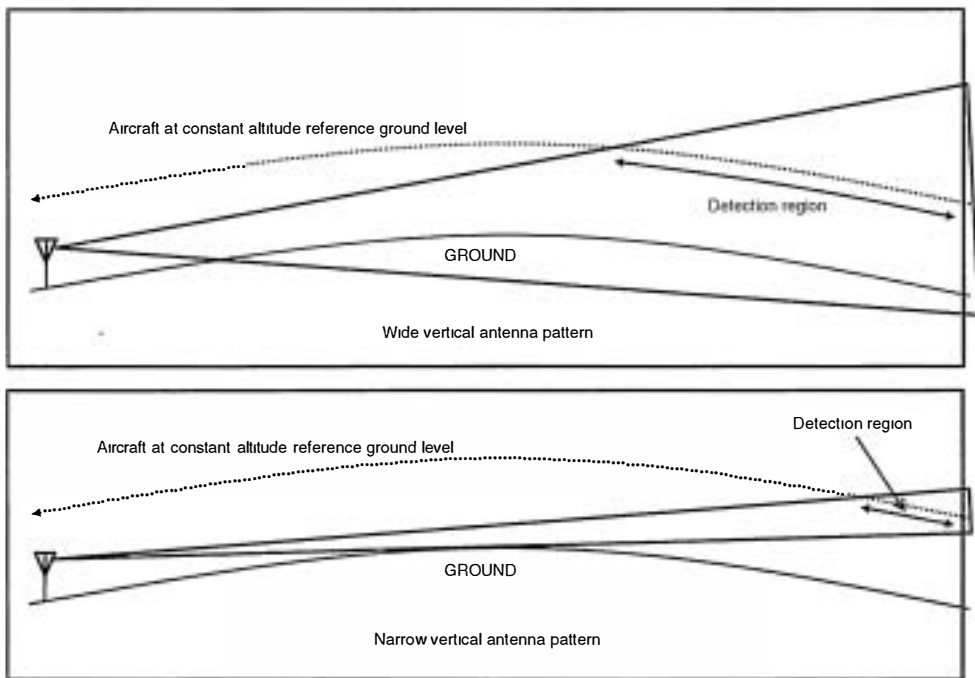 Aircraft at constant altitude reference ground level
Detection region
GROUND
Wide vertical antenna pattern
Detection region
Aircraft at constant altitude reference ground level
GROUND
Narrow vertical antenna pattern